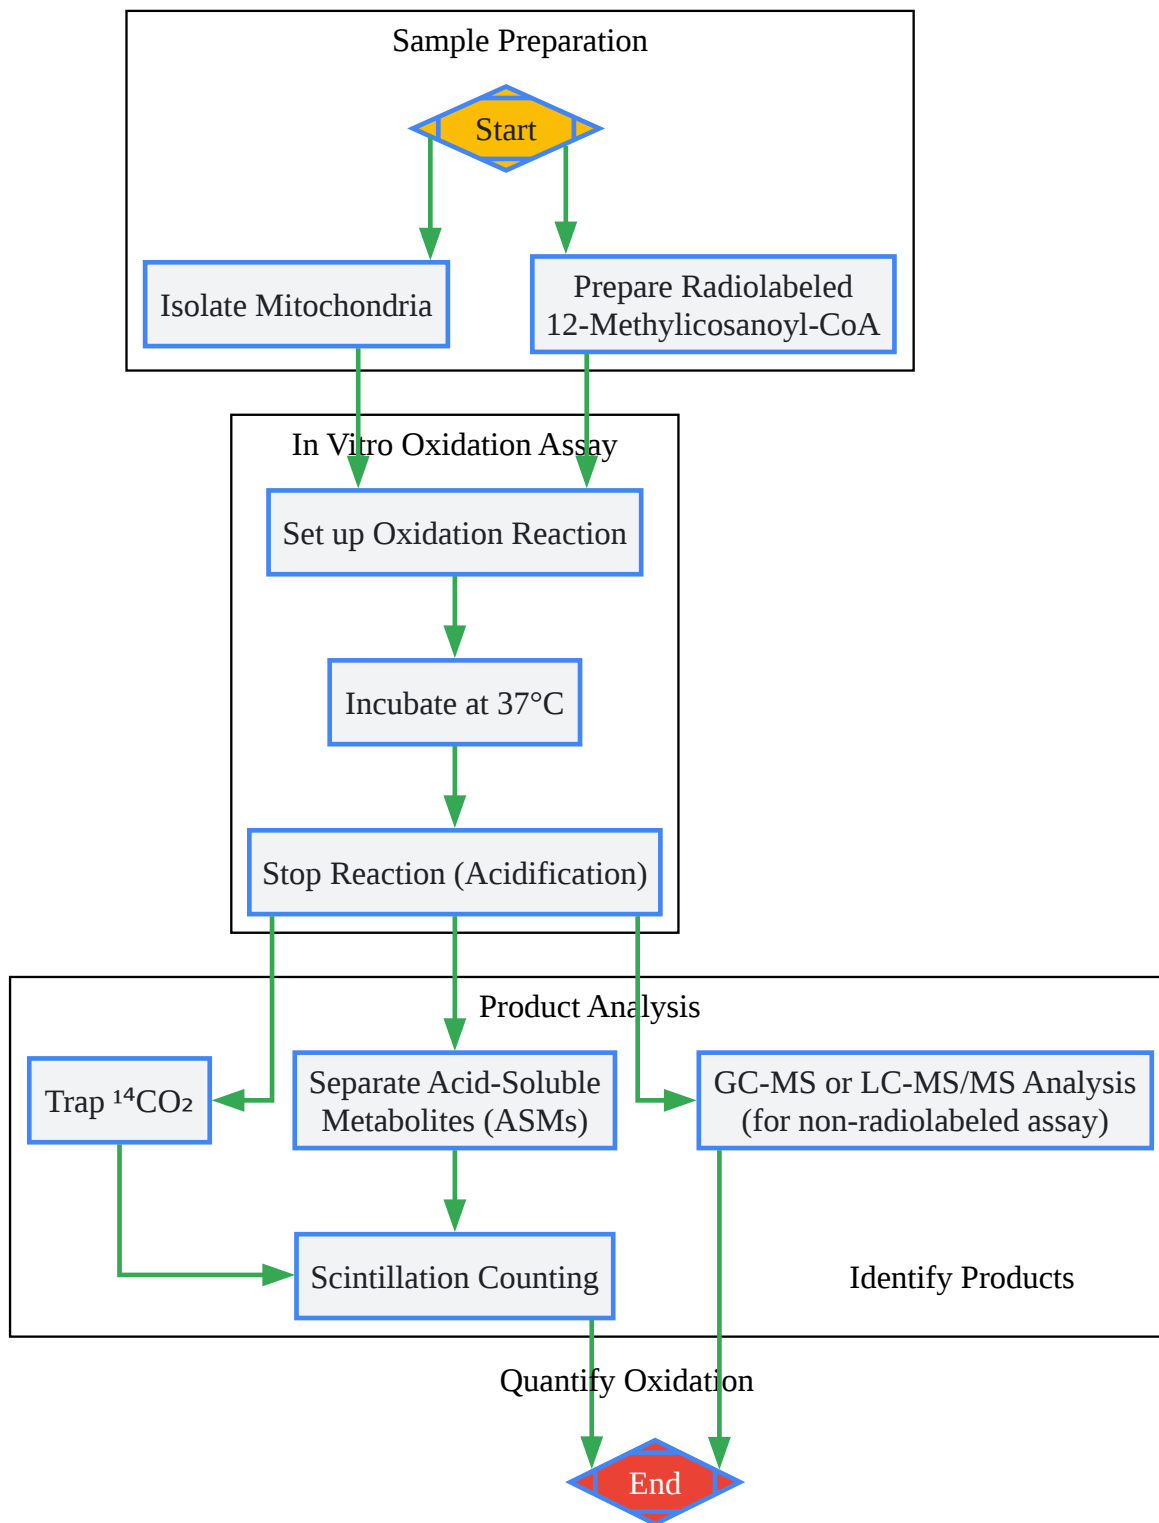 Sample Preparation
Start
Isolate Mitochondria
Prepare Radiolabeled
12-Methylicosanoyl-CoA
In Vitro Oxidation Assay
Set up Oxidation Reaction
Incubate at 37°C
Stop Reaction (Acidification)
Product Analysis
Trap ¹⁴CO₂
Separate Acid-Soluble
Metabolites (ASMs)
GC-MS or LC-MS/MS Analysis
(for non-radiolabeled assay)
Scintillation Counting
Identify Products
Quantify Oxidation
End